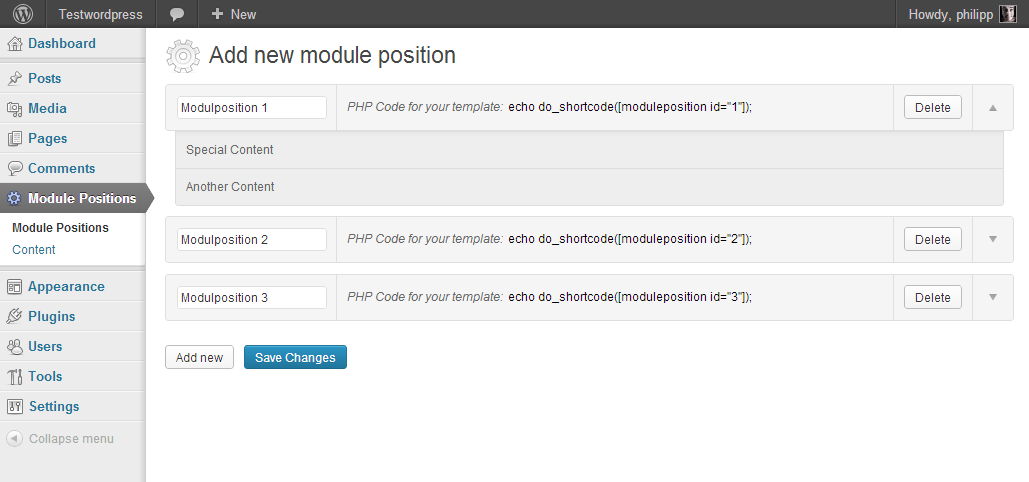 Testwordpress + New Howdy, philipp
Dashboard
Posts
Media
Pages
Comments
Module Positions
Module Positions
Content
Appearance
Plugins
Users
Tools
Settings
Collapse menu
Add new module position
Modulposition 1 PHP Code for your template: echo do_shortcode([moduleposition id="1"]); Delete
Special Content
Another Content
Modulposition 2 PHP Code for your template: echo do_shortcode([moduleposition id="2"]); Delete
Modulposition 3 PHP Code for your template: echo do_shortcode([moduleposition id="3"]); Delete
Add new Save Changes